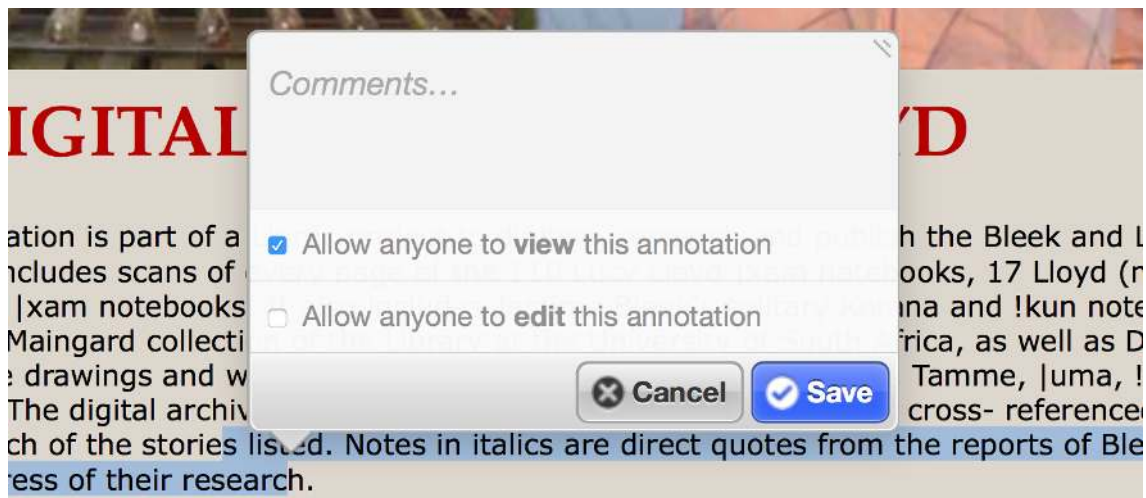 Comments...
IGITAL YD
ation is part of a h the Bleek and L
Allow anyone to view this annotation
ncludes scans of ooks, 17 Lloyd (n
|xam notebooks na and !kun note
Allow anyone to edit this annotation
Maingard collecti frica, as well as D
drawings and w Tamme, |uma, !
Cancel Save
The digital archiv cross- reference
ch of the stories listed. Notes in italics are direct quotes from the reports of Ble
ress of their research.